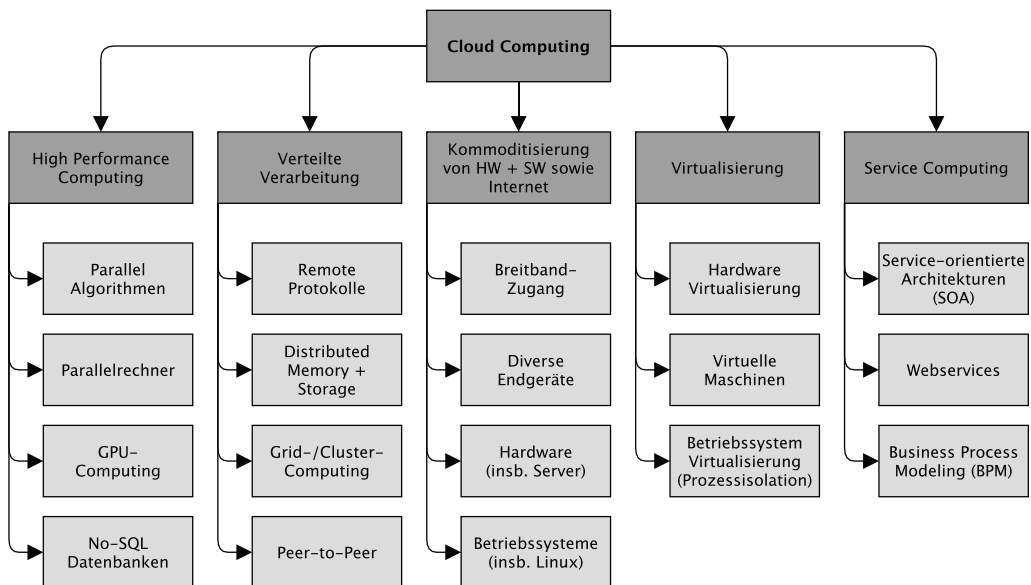 Cloud Computing
High Performance
Computing
Verteilte
Verarbeitung
Kommoditisierung
von HW + SW sowie
Internet
Virtualisierung
Service Computing
Parallel
Algorithmen
Remote
Protokolle
Breitband-
Zugang
Hardware
Virtualisierung
Service-orientierte
Architekturen
(SOA)
Parallelrechner
Distributed
Memory +
Storage
Diverse
Endgeräte
Virtuelle
Maschinen
Webservices
GPU-
Computing
Grid-/Cluster-
Computing
Hardware
(insb. Server)
Betriebssystem
Virtualisierung
(Prozessisolation)
Business Process
Modeling (BPM)
No-SQL
Datenbanken
Peer-to-Peer
Betriebssysteme
(insb. Linux)